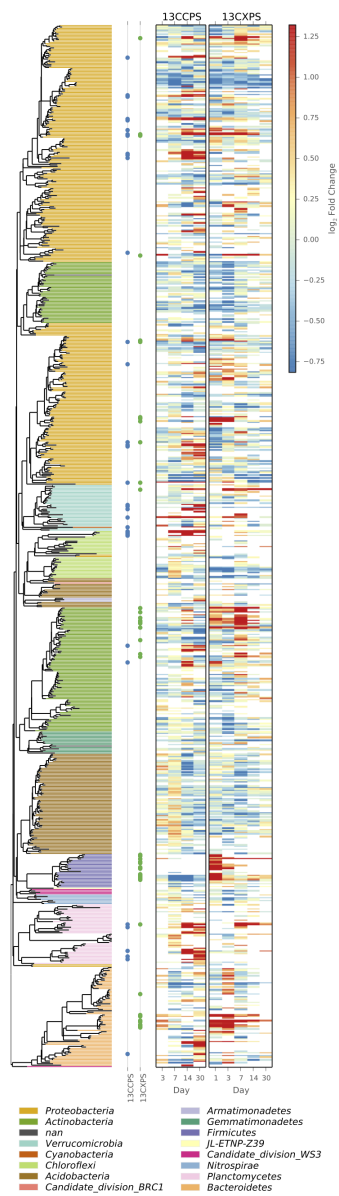 13CCPS 13CXPS
1.25
1.00
0.75
0.50
0.25
0.00
−0.25
−0.50
−0.75
log2 Fold Change
13CCPS
13CXPS
3 7 14 30 1 3 7 14 30
Day Day
Proteobacteria
Actinobacteria
nan
Verrucomicrobia
Cyanobacteria
Chloroflexi
Acidobacteria
Candidate_division_BRC1
Armatimonadetes
Gemmatimonadetes
Firmicutes
JL-ETNP-Z39
Candidate_division_WS3
Nitrospirae
Planctomycetes
Bacteroidetes